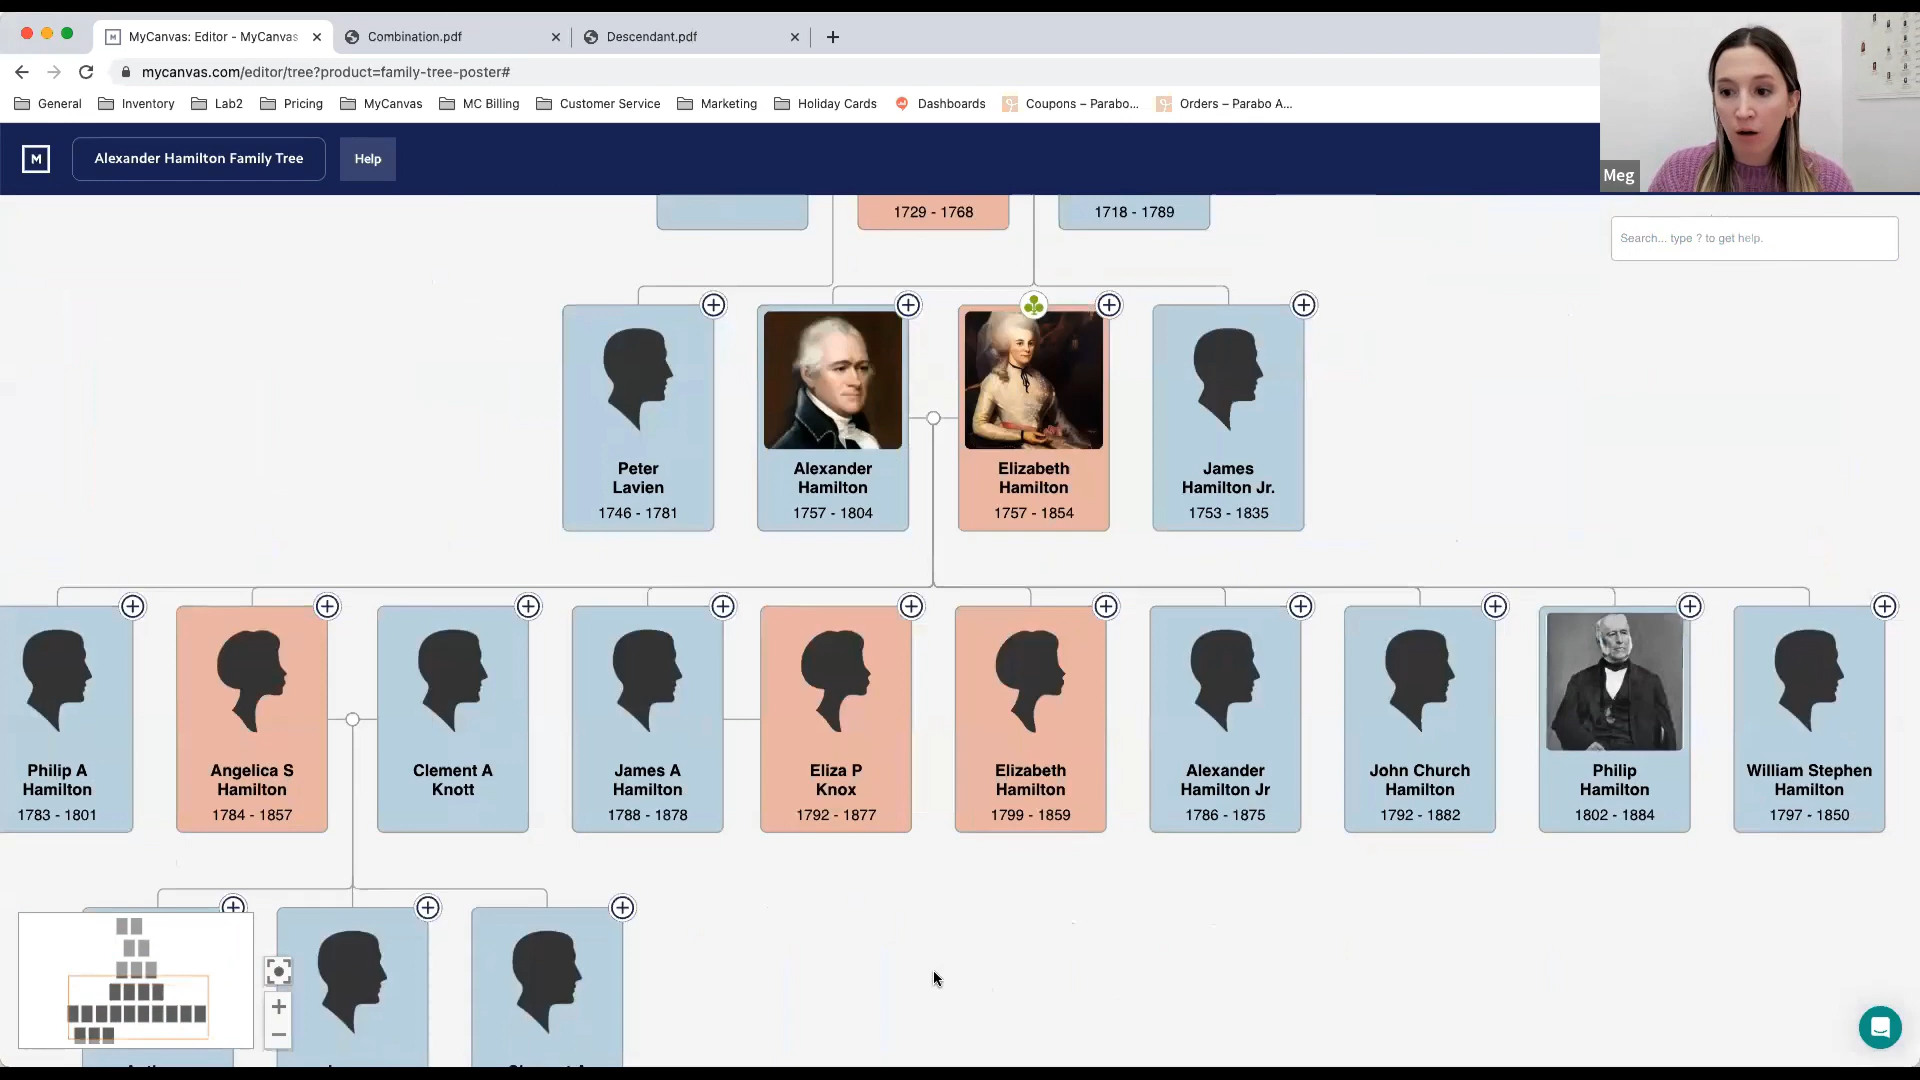 MyCanvas: Editor - MyCanvas
Combination.pdf
Descendant.pdf
mycanvas.com/editor/tree?product=family-tree-poster#
General
Inventory
Lab2
Pricing
MyCanvas
MC Billing
Customer Service
Marketing
Holiday Cards
Dashboards
Coupons – Parabo...
Orders – Parabo A...
M
Alexander Hamilton Family Tree
Help
Meg
1729 - 1768
1718 - 1789
Search... type ? to get help.
Peter
Lavien
1746 - 1781
Alexander
Hamilton
1757 - 1804
Elizabeth
Hamilton
1757 - 1854
James
Hamilton Jr.
1753 - 1835
Philip A
Hamilton
1783 - 1801
Angelica S
Hamilton
1784 - 1857
Clement A
Knott
James A
Hamilton
1788 - 1878
Eliza P
Knox
1792 - 1877
Elizabeth
Hamilton
1799 - 1859
Alexander
Hamilton Jr
1786 - 1875
John Church
Hamilton
1792 - 1882
Philip
Hamilton
1802 - 1884
William Stephen
Hamilton
1797 - 1850